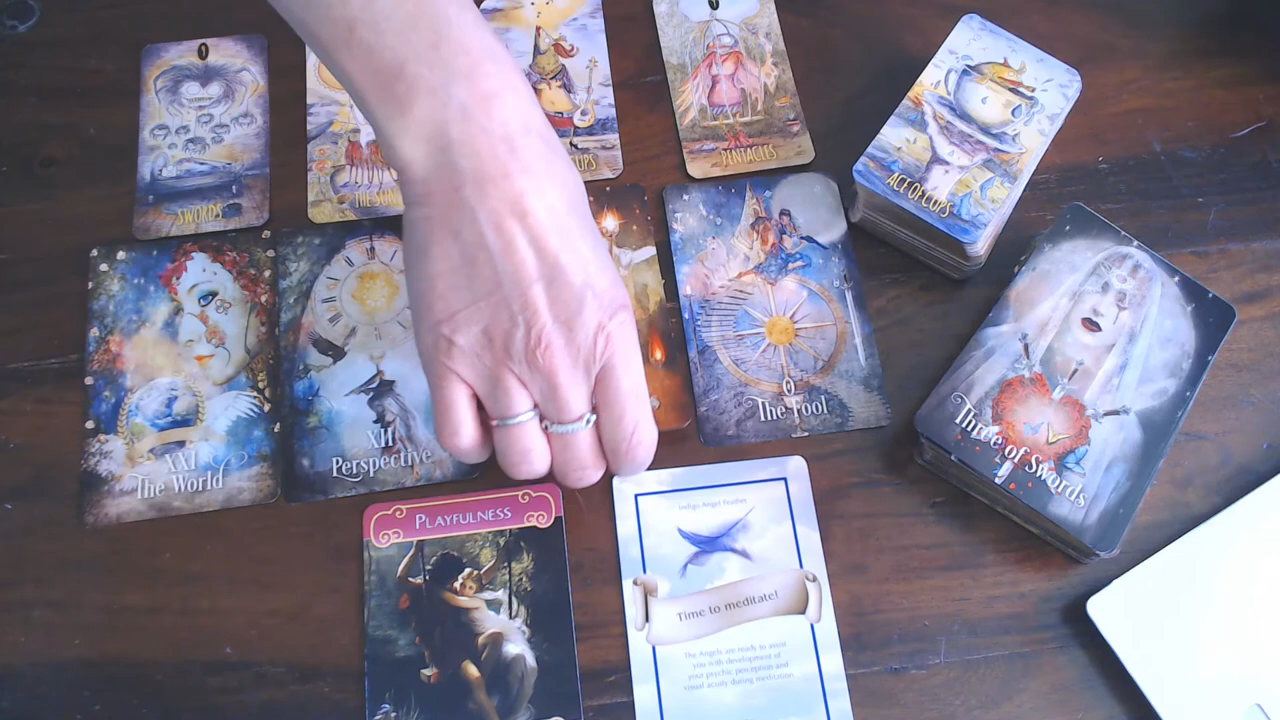 SWORDS
THE SUN
CUPS
PENTACLES
ACE OF CUPS
XXI
The World
XII
Perspective
0
The Fool
Three of Swords
PLAYFULNESS
Indigo Angel Feather
Time to meditate!
The Angels are ready to assist
you with development of
your psychic perception and
visual acuity during meditation.